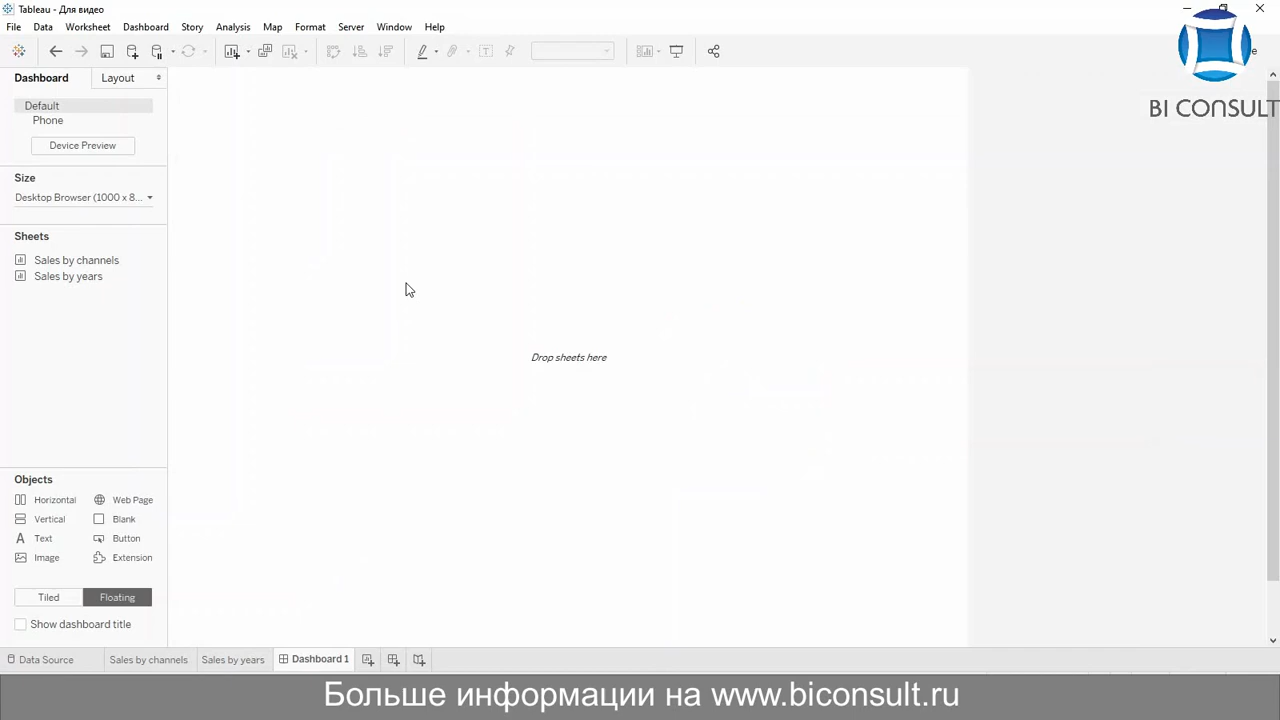 Tableau - Для видео
File Data Worksheet Dashboard Story Analysis Map Format Server Window Help
Dashboard Layout
BI CONSULT
Default
Phone
Device Preview
Size
Desktop Browser (1000 x 8...
Sheets
Sales by channels
Sales by years
Drop sheets here
Objects
Horizontal Web Page
Vertical Blank
Text Button
Image Extension
Tiled Floating
Show dashboard title
Data Source Sales by channels Sales by years Dashboard 1
Больше информации на www.biconsult.ru